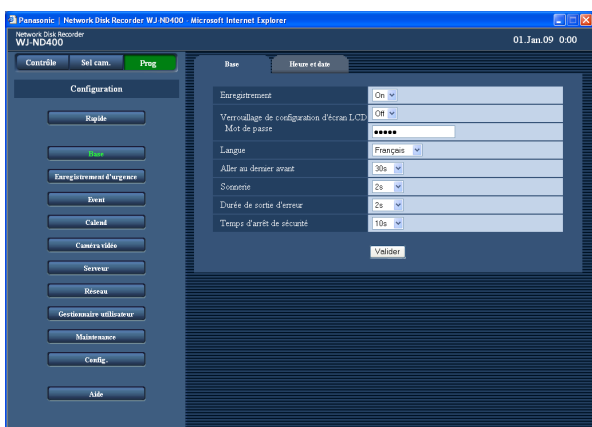 Panasonic | Network Disk Recorder WJ-ND400 - Microsoft Internet Explorer
Network Disk Recorder
WJ-ND400
01.Jan.09 0:00
Contrôle Sel cam. Prog
Configuration
Rapide
Base
Enregistrement d'urgence
Event
Calend
Caméra vidéo
Serveur
Réseau
Gestionnaire utilisateur
Maintenance
Config.
Aide
Base Heure et date
Enregistrement On
Verrouillage de configuration d'écran LCD Off
Mot de passe •••••
Langue Français
Aller au dernier avant 30s
Sonnerie 2s
Durée de sortie d'erreur 2s
Temps d'arrêt de sécurité 10s
Valider